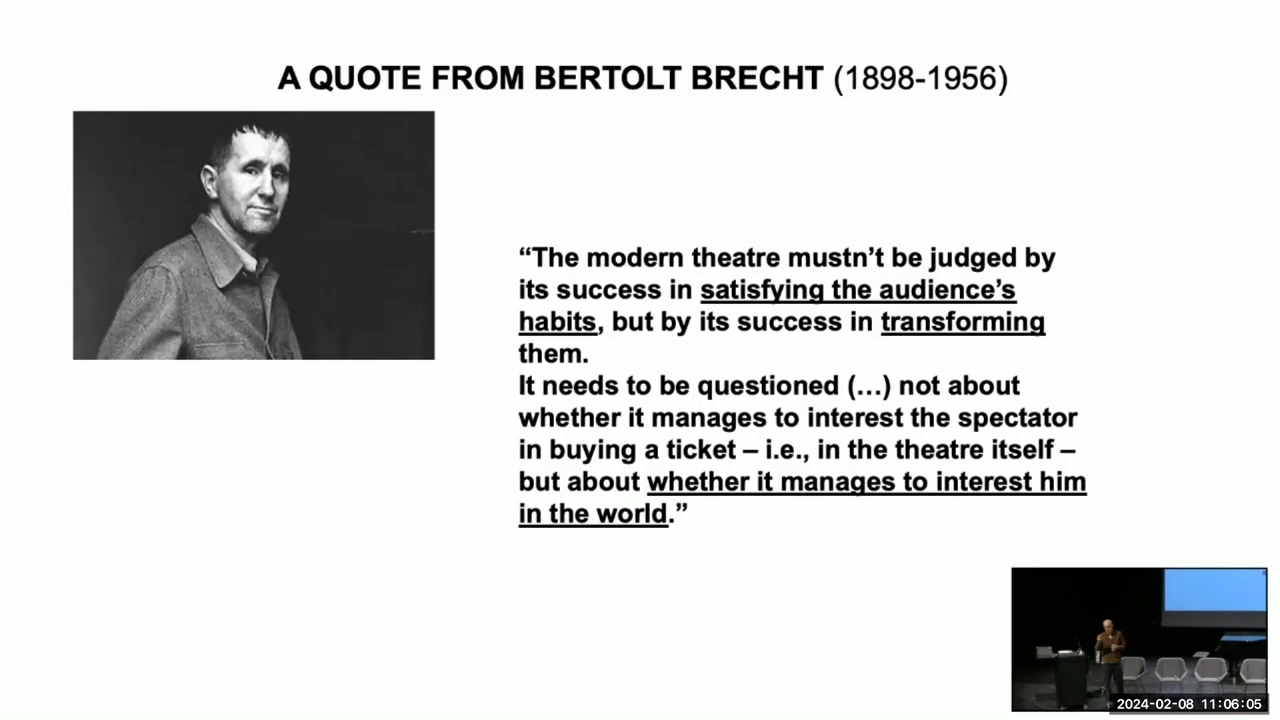 A QUOTE FROM BERTOLT BRECHT (1898-1956)
“The modern theatre mustn’t be judged by
its success in satisfying the audience’s
habits, but by its success in transforming
them.
It needs to be questioned (…) not about
whether it manages to interest the spectator
in buying a ticket – i.e., in the theatre itself –
but about whether it manages to interest him
in the world.”
2024-02-08 11:06:05